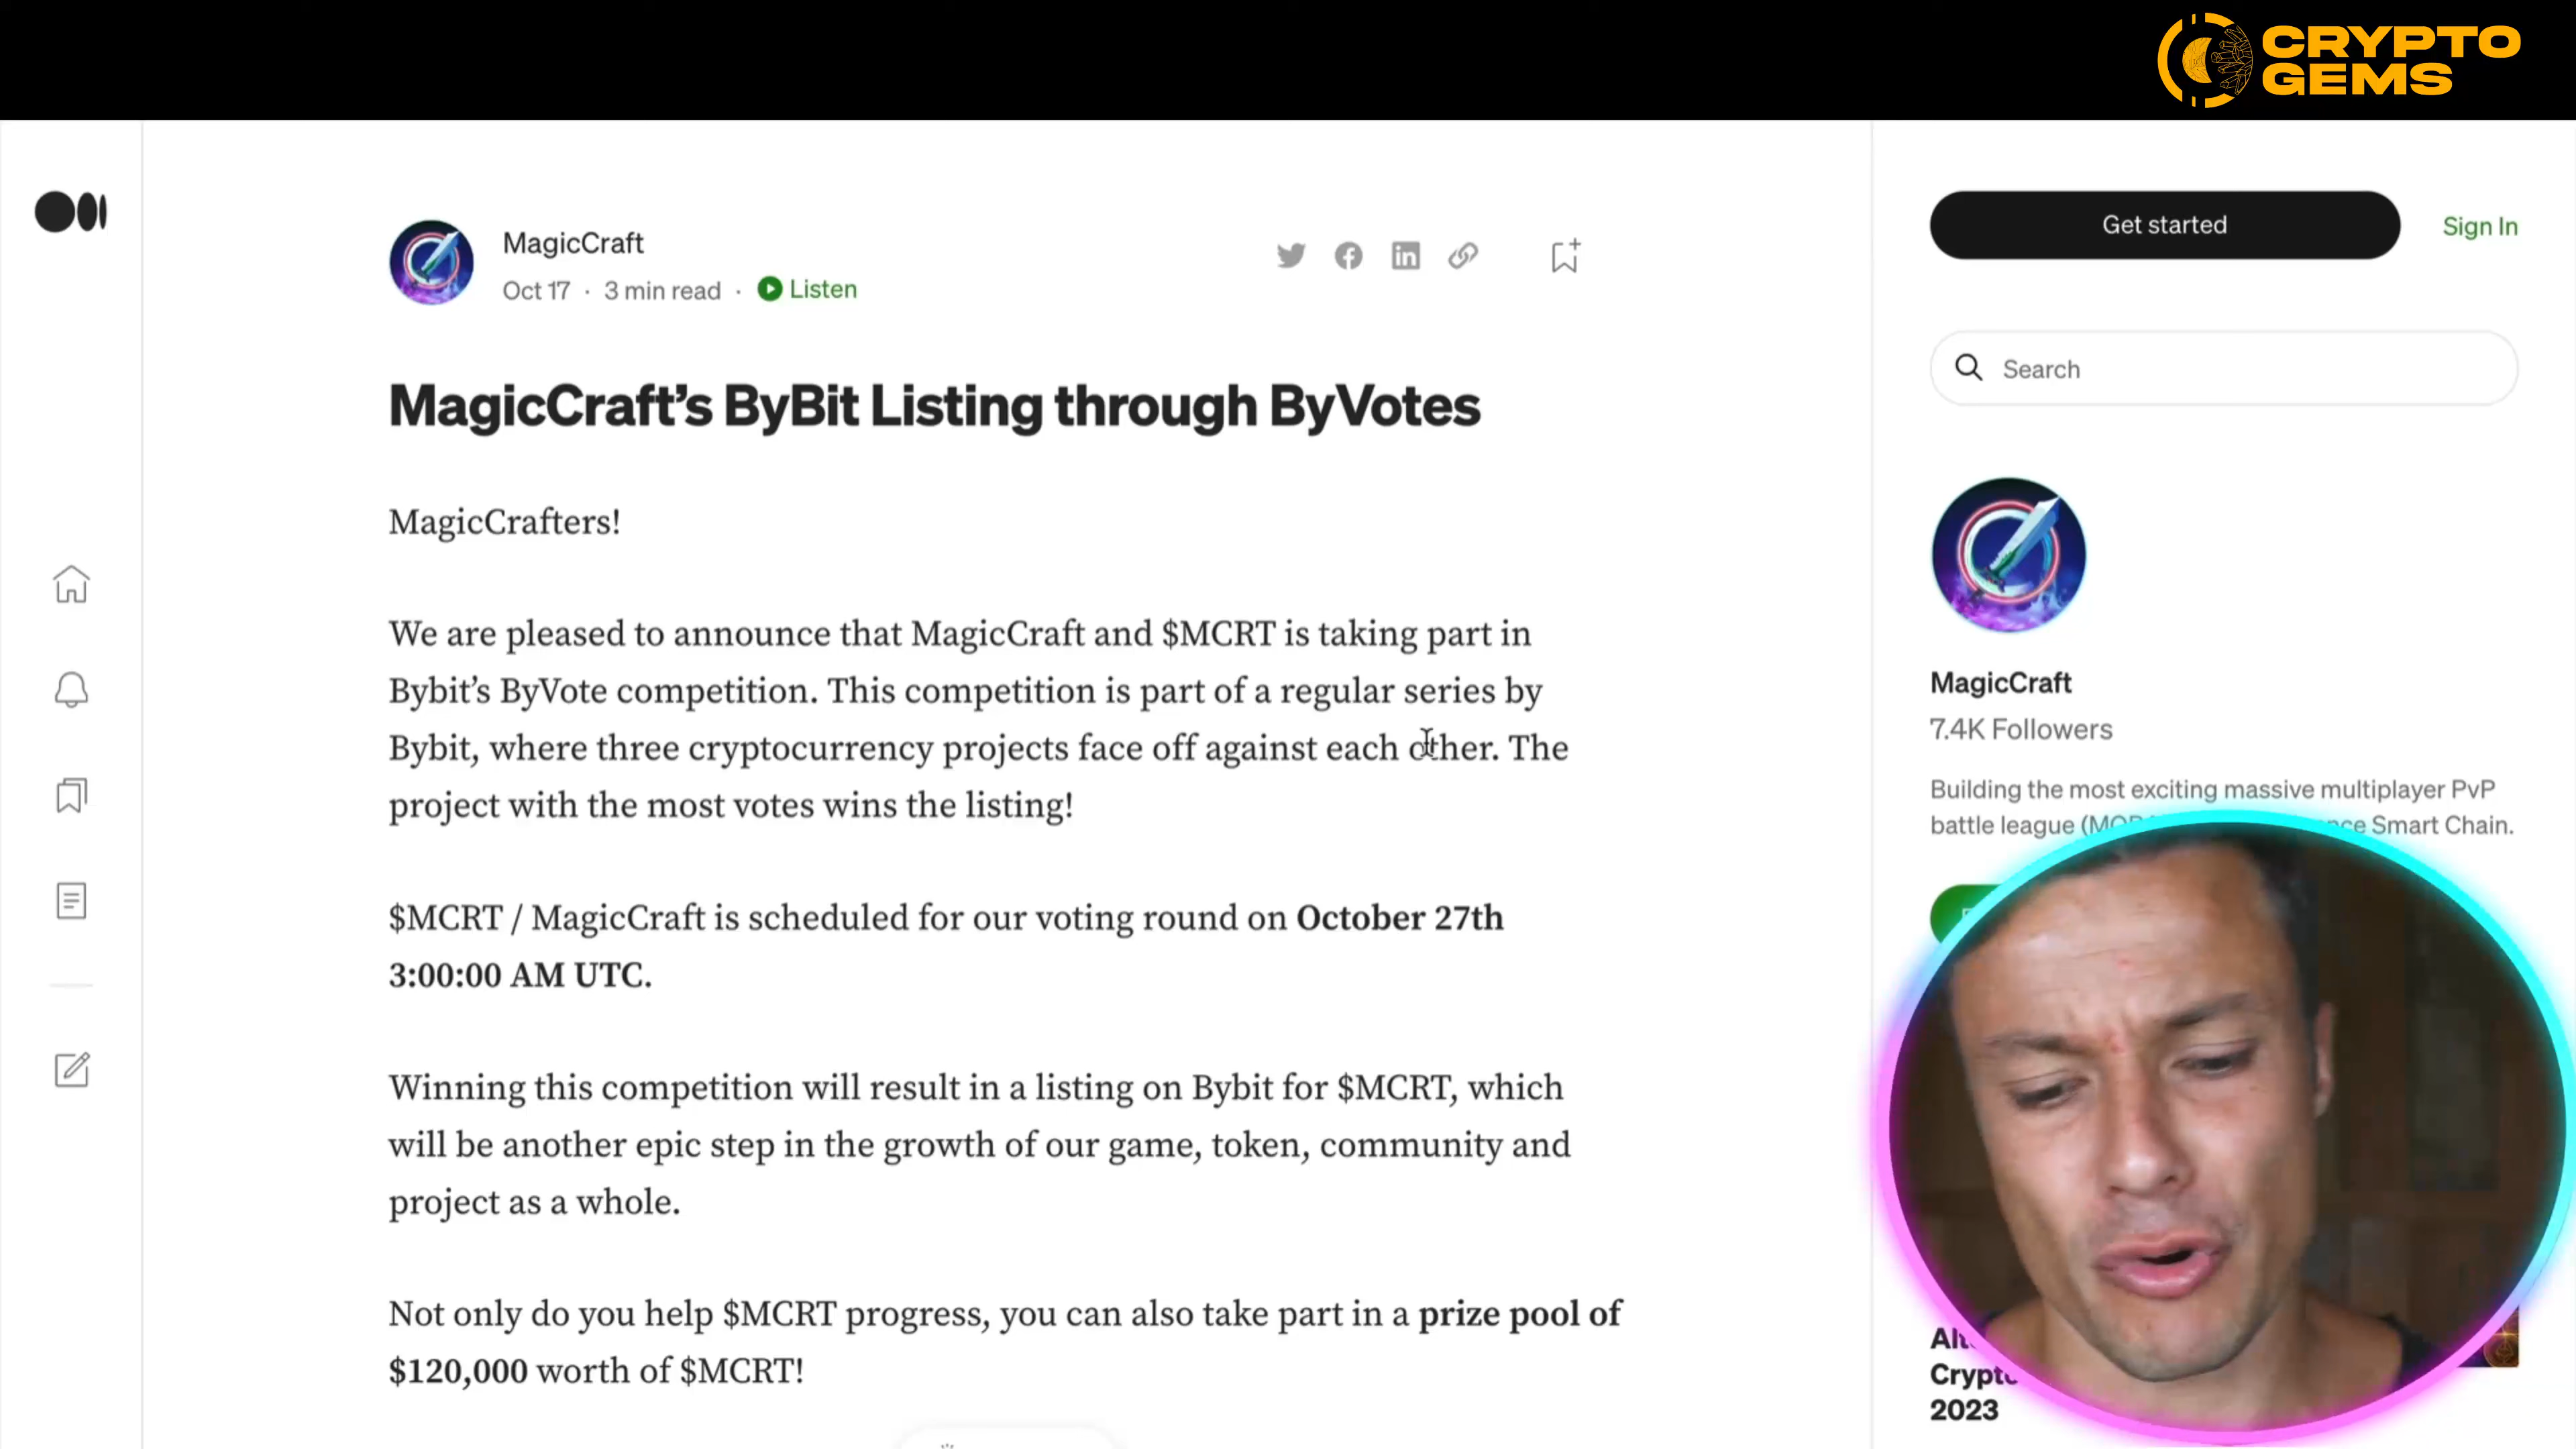 CRYPTO
GEMS
MagicCraft
Oct 17 · 3 min read · Listen
MagicCraft's ByBit Listing through ByVotes
MagicCrafters!
We are pleased to announce that MagicCraft and $MCRT is taking part in
Bybit's ByVote competition. This competition is part of a regular series by
Bybit, where three cryptocurrency projects face off against each other. The
project with the most votes wins the listing!
$MCRT / MagicCraft is scheduled for our voting round on October 27th
3:00:00 AM UTC.
Winning this competition will result in a listing on Bybit for $MCRT, which
will be another epic step in the growth of our game, token, community and
project as a whole.
Not only do you help $MCRT progress, you can also take part in a prize pool of
$120,000 worth of $MCRT!
Get started
Sign In
Search
MagicCraft
7.4K Followers
Building the most exciting massive multiplayer PvP
battle league Smart Chain.
2023